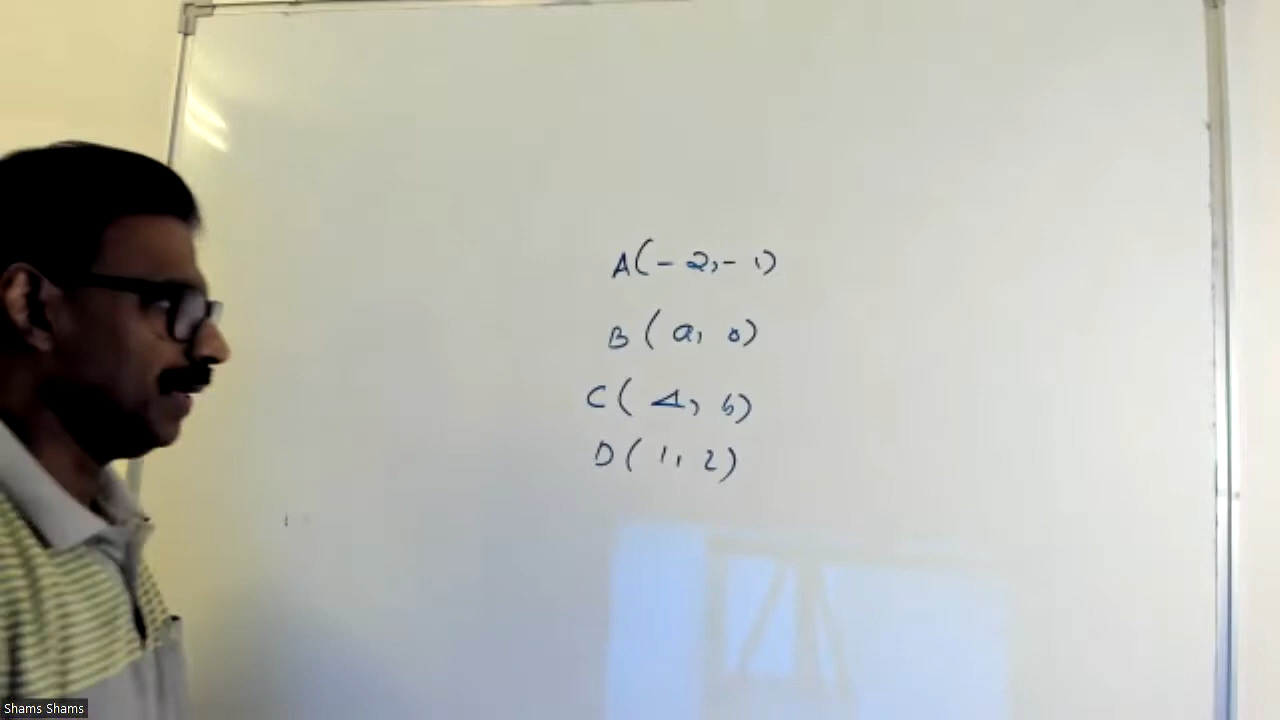 A(-2,-1)
B(a, 0)
C(4, b)
D(1, 2)
Shams Shams